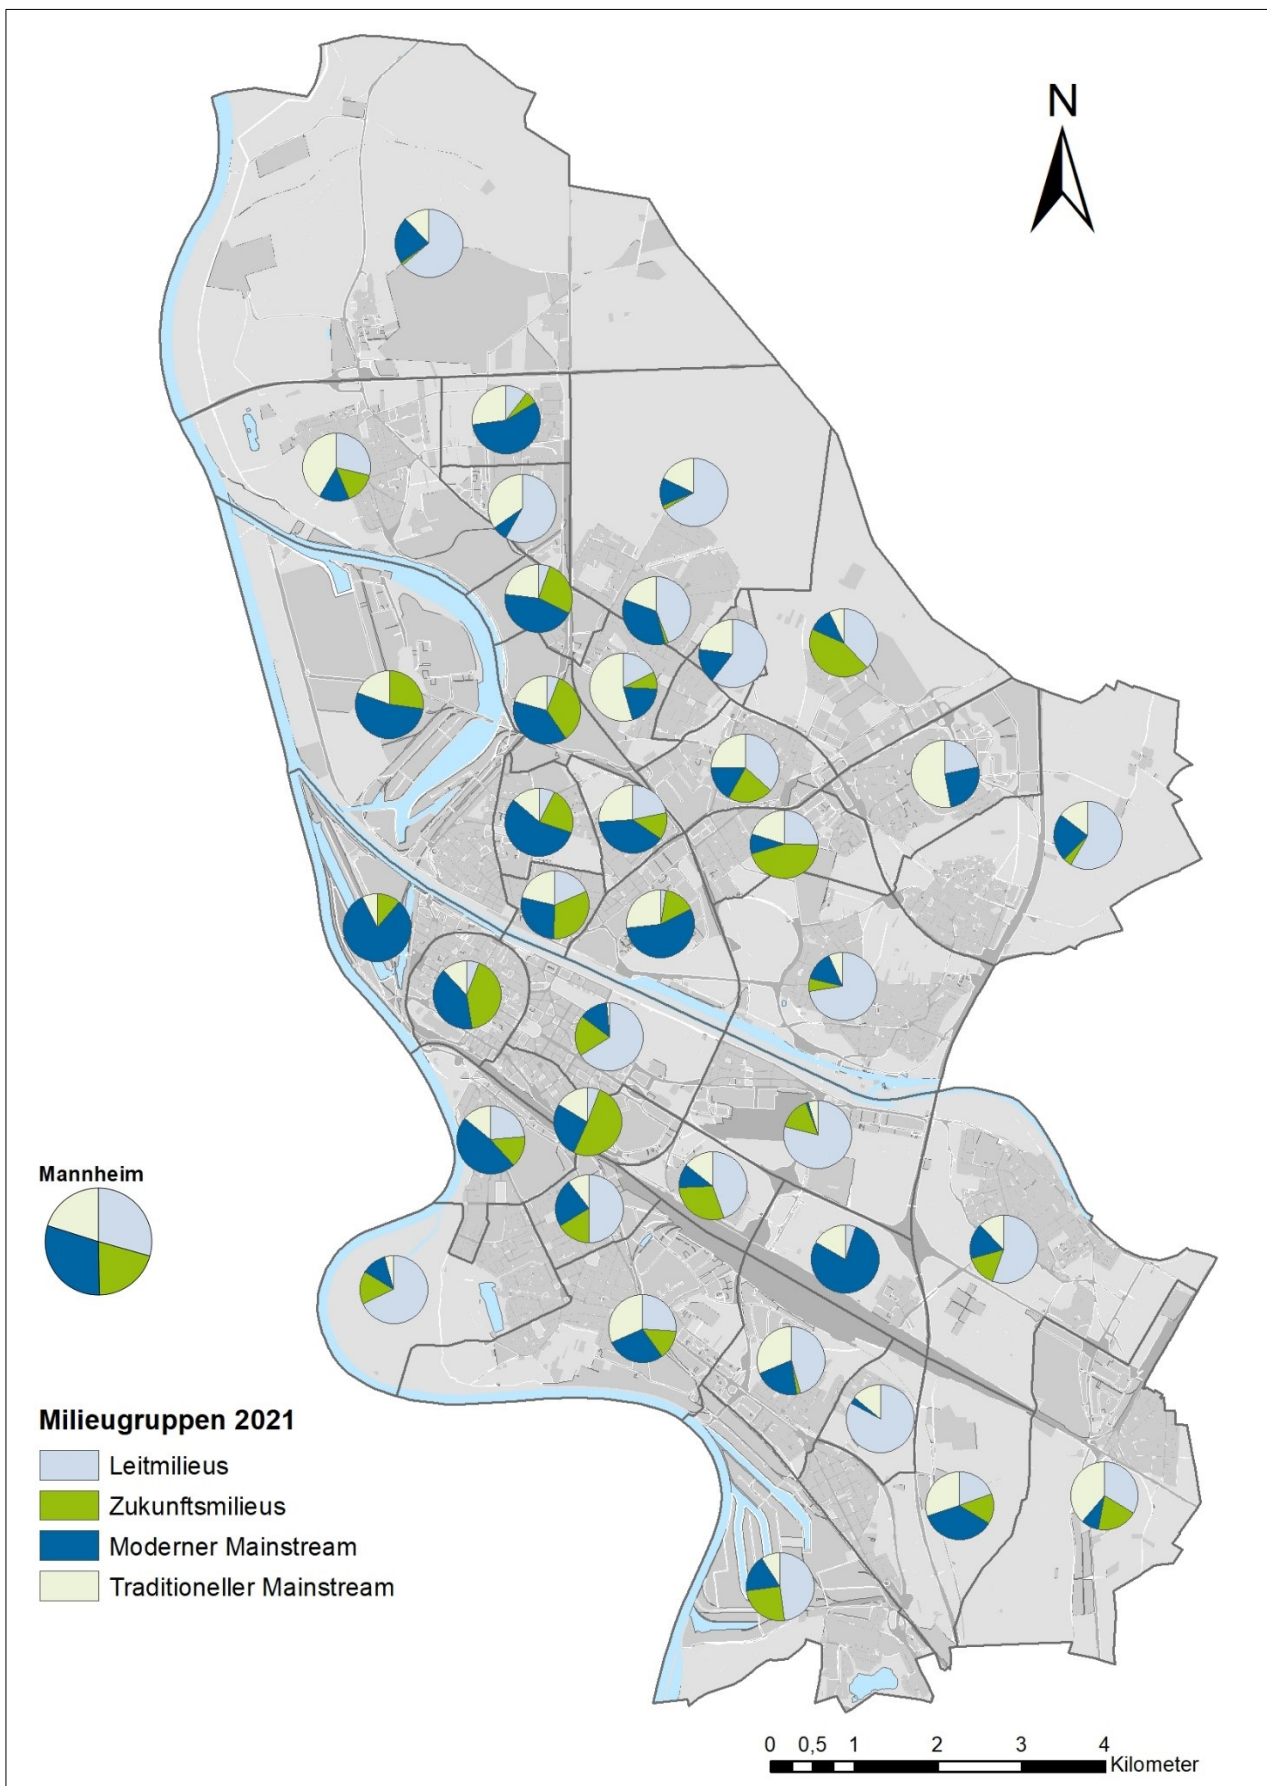 N
Mannheim
Milieugruppen 2021
Leitmilieus
Zukunftsmilieus
Moderner Mainstream
Traditioneller Mainstream
0 0,5 1 2 3 4
Kilometer